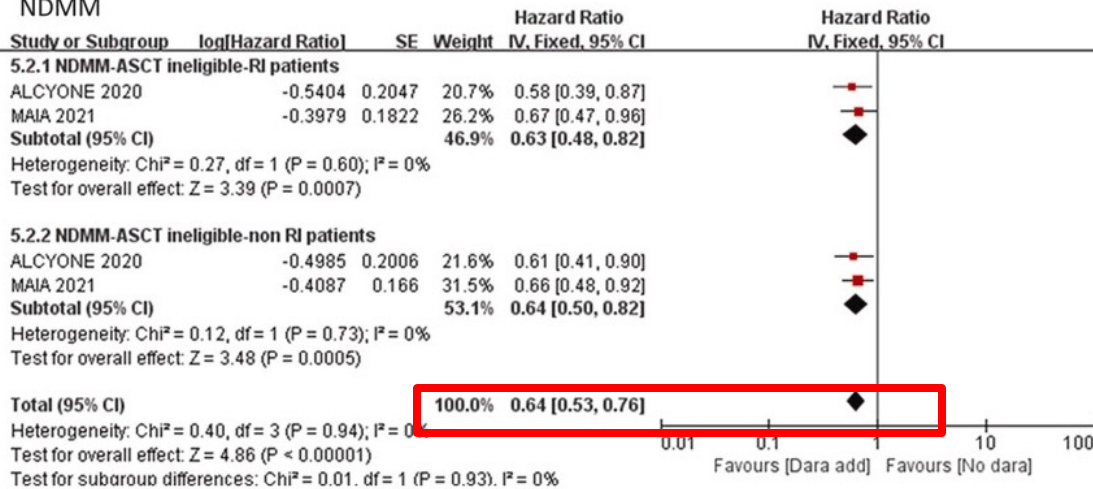 NDMM
Hazard Ratio Hazard Ratio
Study or Subgroup log[Hazard Ratio] SE Weight IV, Fixed, 95% CI IV, Fixed, 95% CI
5.2.1 NDMM-ASCT ineligible-RI patients
ALCYONE 2020 -0.5404 0.2047 20.7% 0.58 [0.39, 0.87]
MAIA 2021 -0.3979 0.1822 26.2% 0.67 [0.47, 0.96]
Subtotal (95% CI) 46.9% 0.63 [0.48, 0.82]
Heterogeneity: Chi² = 0.27, df = 1 (P = 0.60); I² = 0%
Test for overall effect: Z = 3.39 (P = 0.0007)
5.2.2 NDMM-ASCT ineligible-non RI patients
ALCYONE 2020 -0.4985 0.2006 21.6% 0.61 [0.41, 0.90]
MAIA 2021 -0.4087 0.166 31.5% 0.66 [0.48, 0.92]
Subtotal (95% CI) 53.1% 0.64 [0.50, 0.82]
Heterogeneity: Chi² = 0.12, df = 1 (P = 0.73); I² = 0%
Test for overall effect: Z = 3.48 (P = 0.0005)
Total (95% CI) 100.0% 0.64 [0.53, 0.76]
Heterogeneity: Chi² = 0.40, df = 3 (P = 0.94); I² = 0%
0.01 0.1 1 10 100
Test for overall effect: Z = 4.86 (P < 0.00001)
Favours [Dara add] Favours [No dara]
Test for subgroup differences: Chi² = 0.01, df = 1 (P = 0.93), I² = 0%